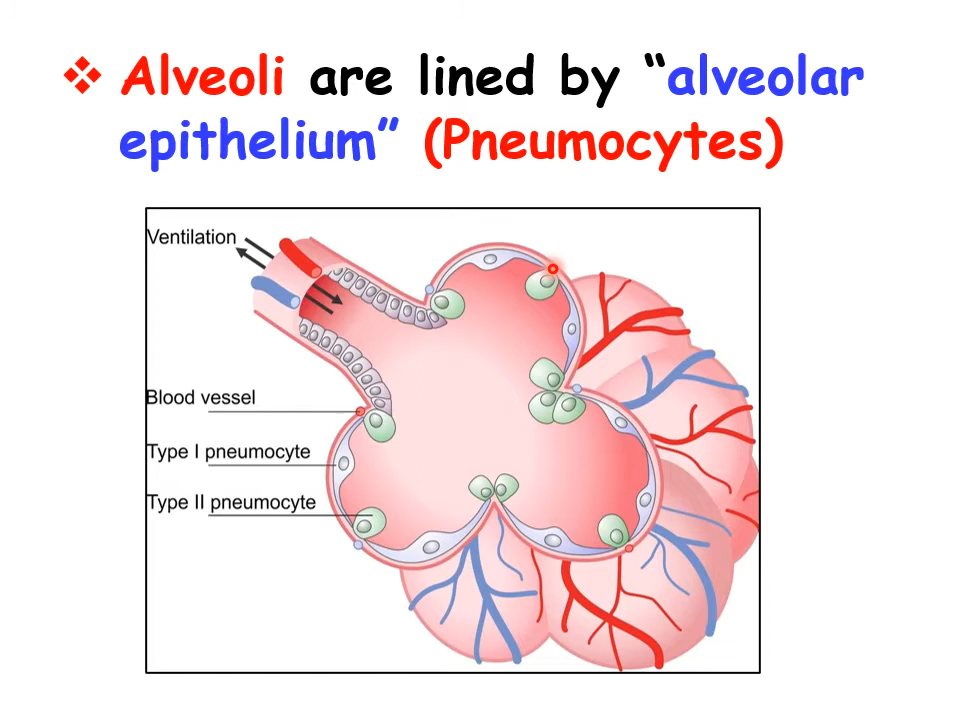 ❖ Alveoli are lined by “alveolar
epithelium” (Pneumocytes)
Ventilation
Blood vessel
Type I pneumocyte
Type II pneumocyte